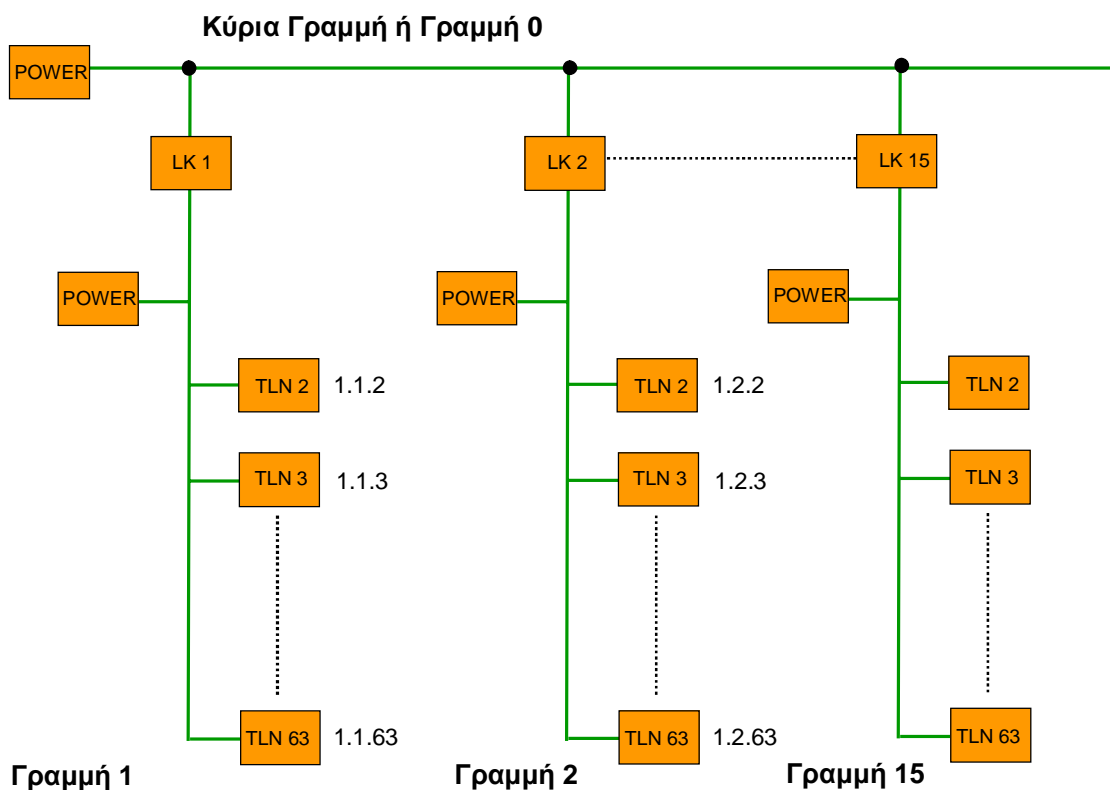 Κύρια Γραμμή ή Γραμμή 0
POWER
LK 1
LK 2
LK 15
POWER
POWER
POWER
TLN 2
1.1.2
TLN 2
1.2.2
TLN 2
TLN 3
1.1.3
TLN 3
1.2.3
TLN 3
TLN 63
1.1.63
TLN 63
1.2.63
TLN 63
Γραμμή 1
Γραμμή 2
Γραμμή 15